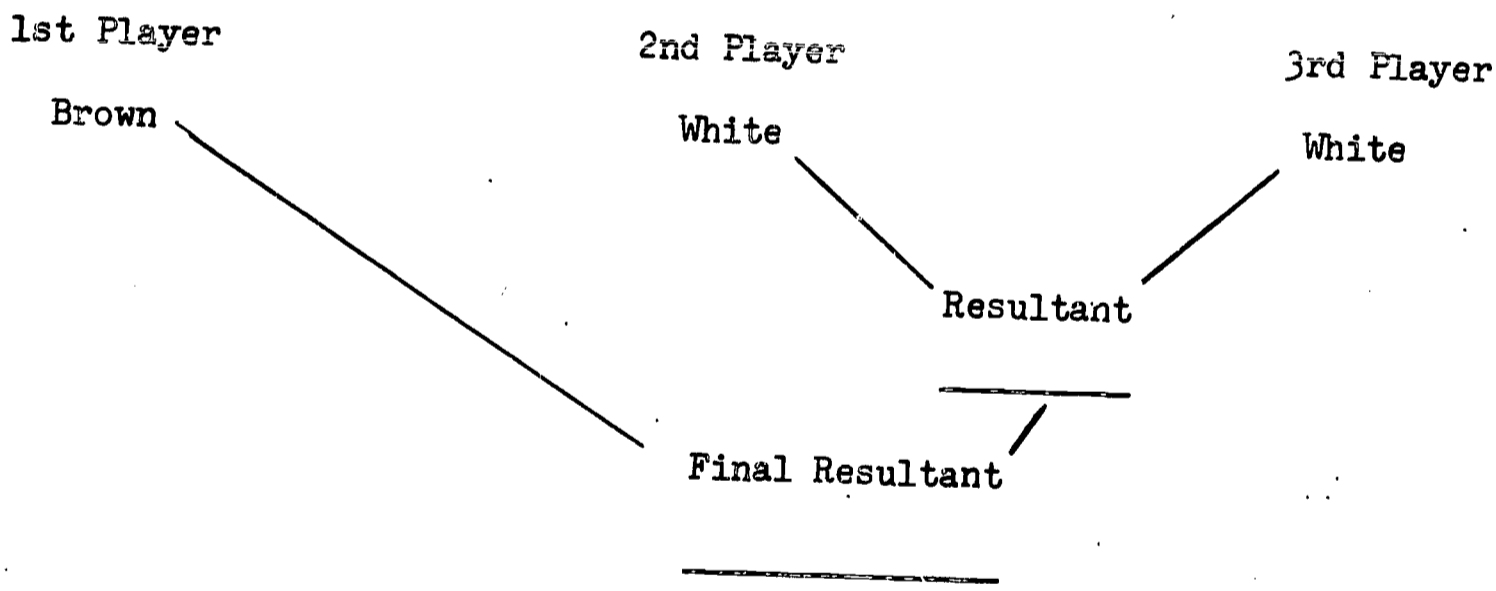 1st Player 2nd Player 3rd Player
Brown White White
Resultant
Final Resultant